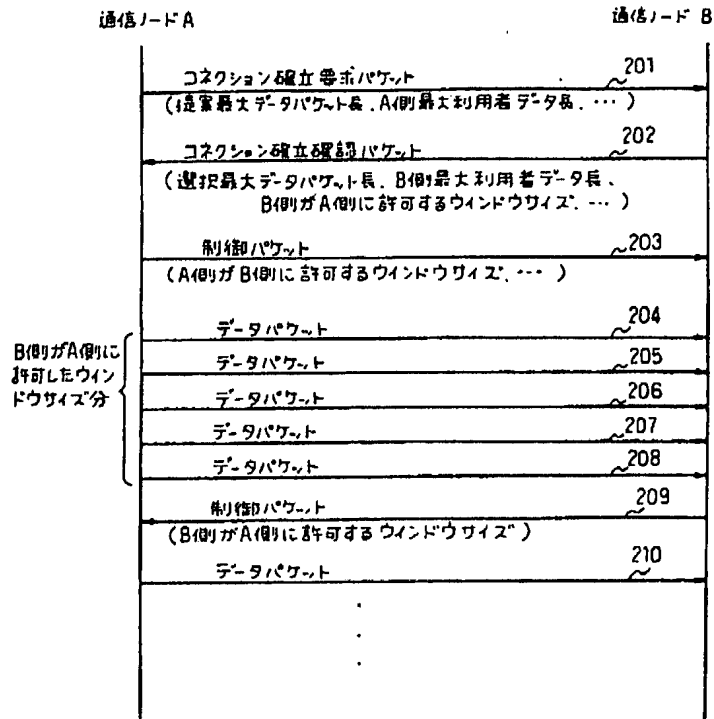 通信ノードA
通信ノード B
コネクション確立要求パケット
201
(提案最大データパケット長、A側最大利用者データ長、… )
コネクション確立確認パケット
202
(選択最大データパケット長、B側最大利用者データ長、
B側がA側に許可するウィンドウサイズ、… )
制御パケット
203
(A側がB側に許可するウインドウサイズ、… )
B側がA側に
許可したウィン
ドウサイズ分
データパケット
204
データパケット
205
データパケット
206
データパケット
207
データパケット
208
制御パケット
209
(B側がA側に許可するウィンドウサイズ)
データパケット
210